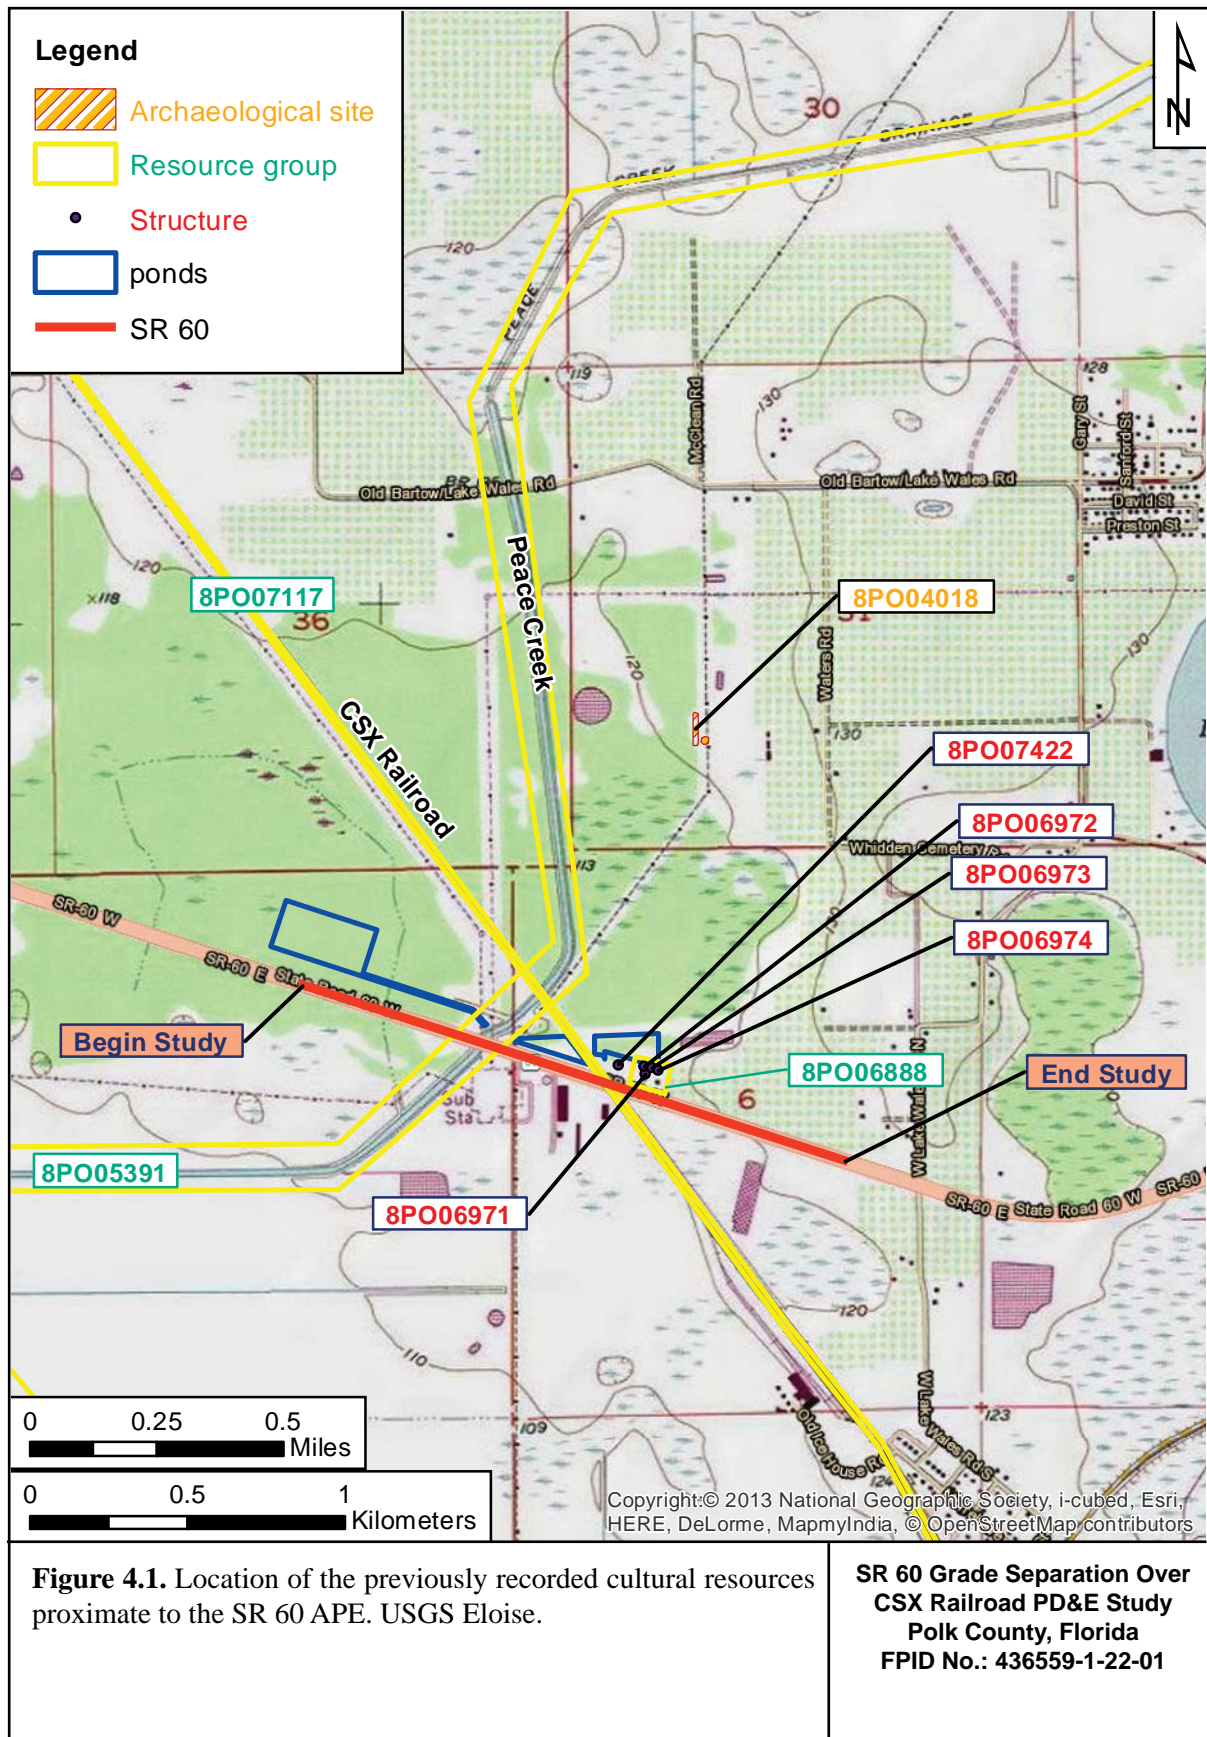 Legend
Archaeological site
Resource group
Structure
ponds
SR 60
N
30
CREEK
DRAINAGE
120
PEACE
119
128
McClean Rd
130
Gary St
Sanford St
Old Bartow/Lake Wales Rd
Old Bartow/Lake Wales Rd
David St
Preston St
Peace Creek
120
118
8PO07117
36
8PO04018
31
120
Waters Rd
130
CSX Railroad
130
8PO07422
8PO06972
8PO06973
8PO06974
Whidden Cemetery
113
130
SR-60 W
SR-60 E State Road 60 W
Begin Study
8PO06888
End Study
6
Sub
Sta
W Lake Wales Rd N
8PO05391
8PO06971
SR-60 E State Road 60 W SR-60
120
110
109
123
W Lake Wales Rd S
Old Ice House Rd
124
0 0.25 0.5
Miles
0 0.5 1
Kilometers
Copyright:© 2013 National Geographic Society, i-cubed, Esri,
HERE, DeLorme, MapmyIndia, © OpenStreetMap contributors
Figure 4.1. Location of the previously recorded cultural resources
proximate to the SR 60 APE. USGS Eloise.
SR 60 Grade Separation Over
CSX Railroad PD&E Study
Polk County, Florida
FPID No.: 436559-1-22-01